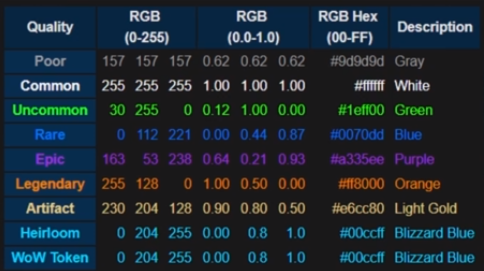 Quality RGB (0-255) RGB (0.0-1.0) RGB Hex (00-FF) Description
Poor 157 157 157 0.62 0.62 0.62 #9d9d9d Gray
Common 255 255 255 1.00 1.00 1.00 #ffffff White
Uncommon 30 255 0 0.12 1.00 0.00 #1eff00 Green
Rare 0 112 221 0.00 0.44 0.87 #0070dd Blue
Epic 163 53 238 0.64 0.21 0.93 #a335ee Purple
Legendary 255 128 0 1.00 0.50 0.00 #ff8000 Orange
Artifact 230 204 128 0.90 0.80 0.50 #e6cc80 Light Gold
Heirloom 0 204 255 0.00 0.8 1.0 #00ccff Blizzard Blue
WoW Token 0 204 255 0.00 0.8 1.0 #00ccff Blizzard Blue